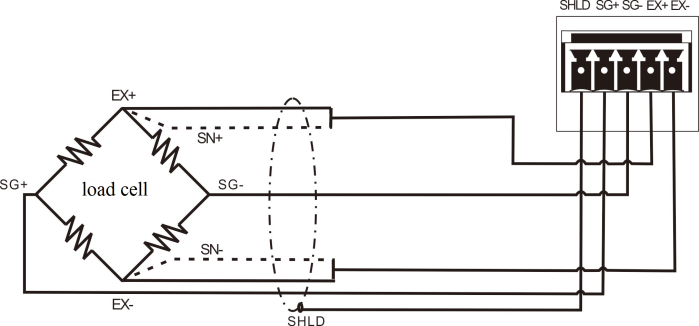 SHLD SG+ SG- EX+ EX-
EX+
SN+
SG+
load cell
SG-
SN-
EX-
SHLD